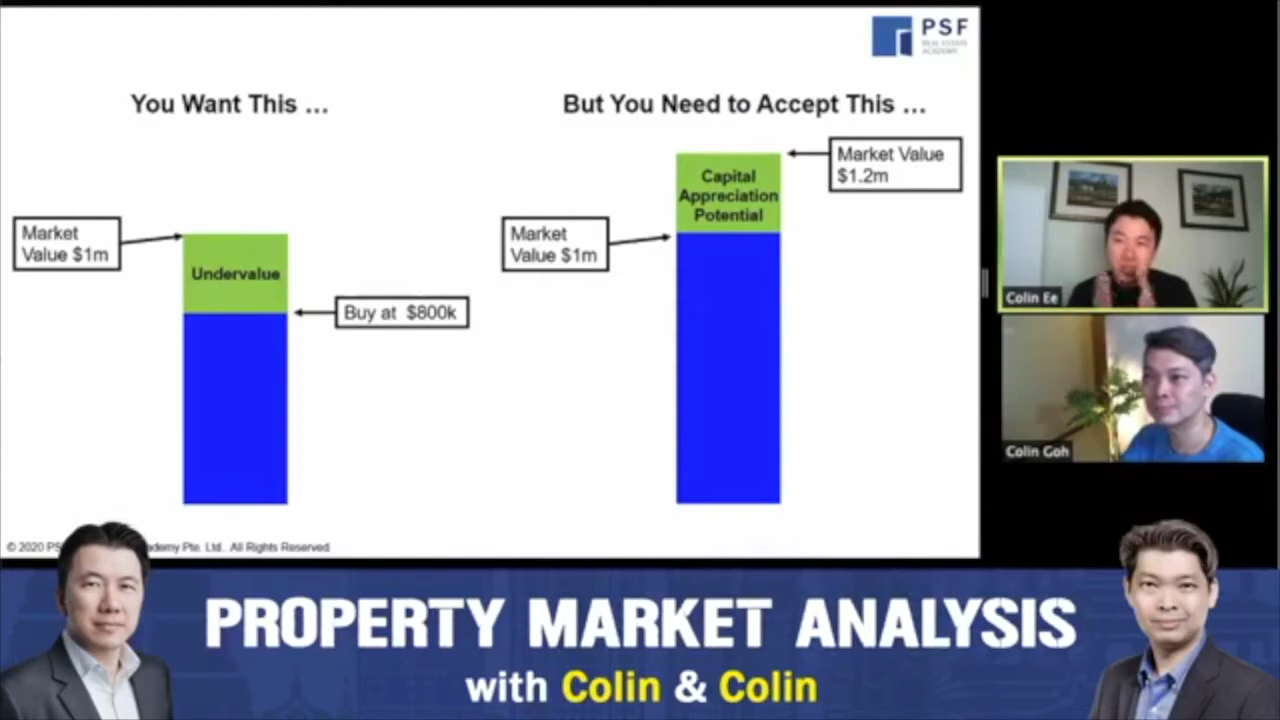 PSF
REAL ESTATE
ACADEMY
You Want This ...
But You Need to Accept This ...
Market Value
$1.2m
Capital
Appreciation
Potential
Market
Value $1m
Undervalue
Buy at $800k
Market
Value $1m
Colin Ee
Colin Goh
© 2020 PS
ademy Pte. Ltd.. All Rights Reserved
PROPERTY MARKET ANALYSIS
with Colin & Colin